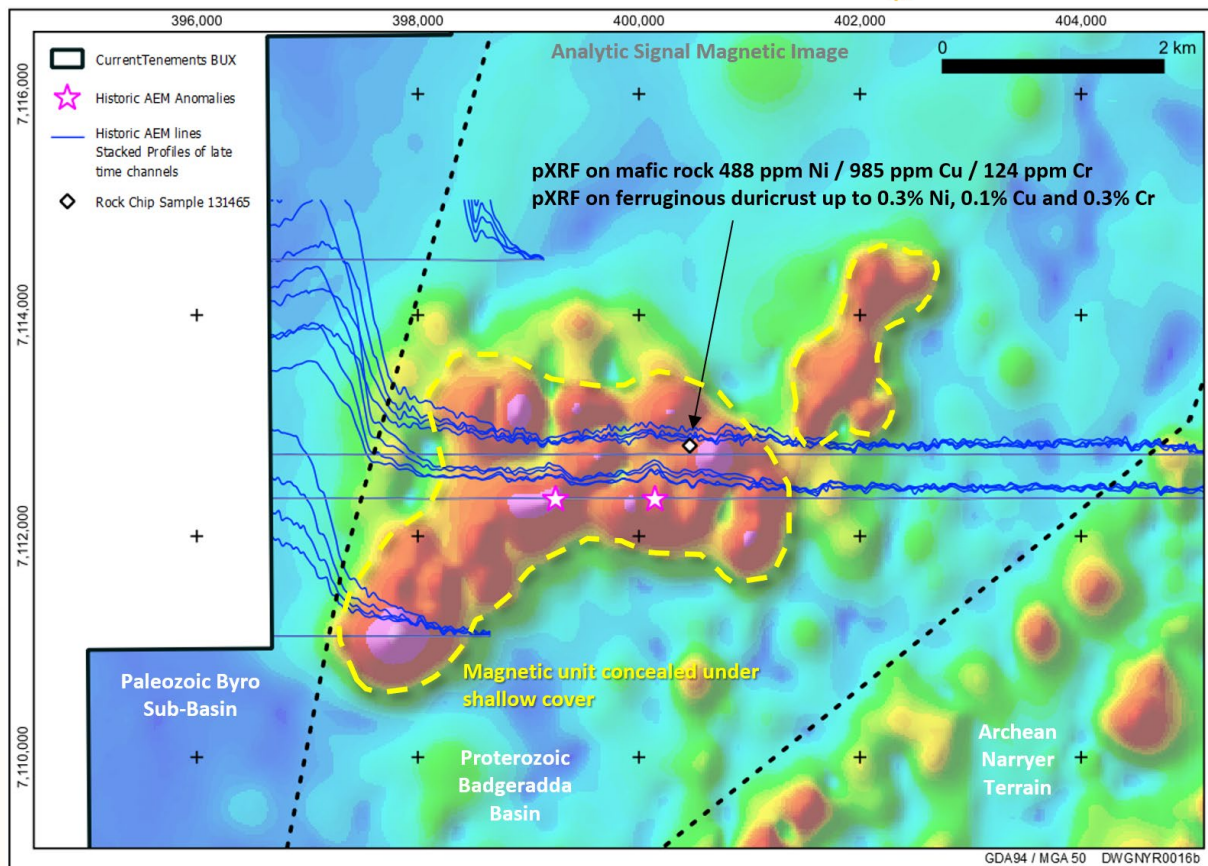 396,000
398,000
400,000
402,000
404,000
7,116,000
7,114,000
7,112,000
7,110,000
CurrentTenements BUX
Historic AEM Anomalies
Historic AEM lines
Stacked Profiles of late
time channels
Rock Chip Sample 131465
Analytic Signal Magnetic Image
0
2 km
pXRF on mafic rock 488 ppm Ni / 985 ppm Cu / 124 ppm Cr
pXRF on ferruginous duricrust up to 0.3% Ni, 0.1% Cu and 0.3% Cr
Magnetic unit concealed under
shallow cover
Paleozoic Byro
Sub-Basin
Proterozoic
Badgeradda
Basin
Archean
Narryer
Terrain
GDA94 / MGA 50 DWGNYR0016b